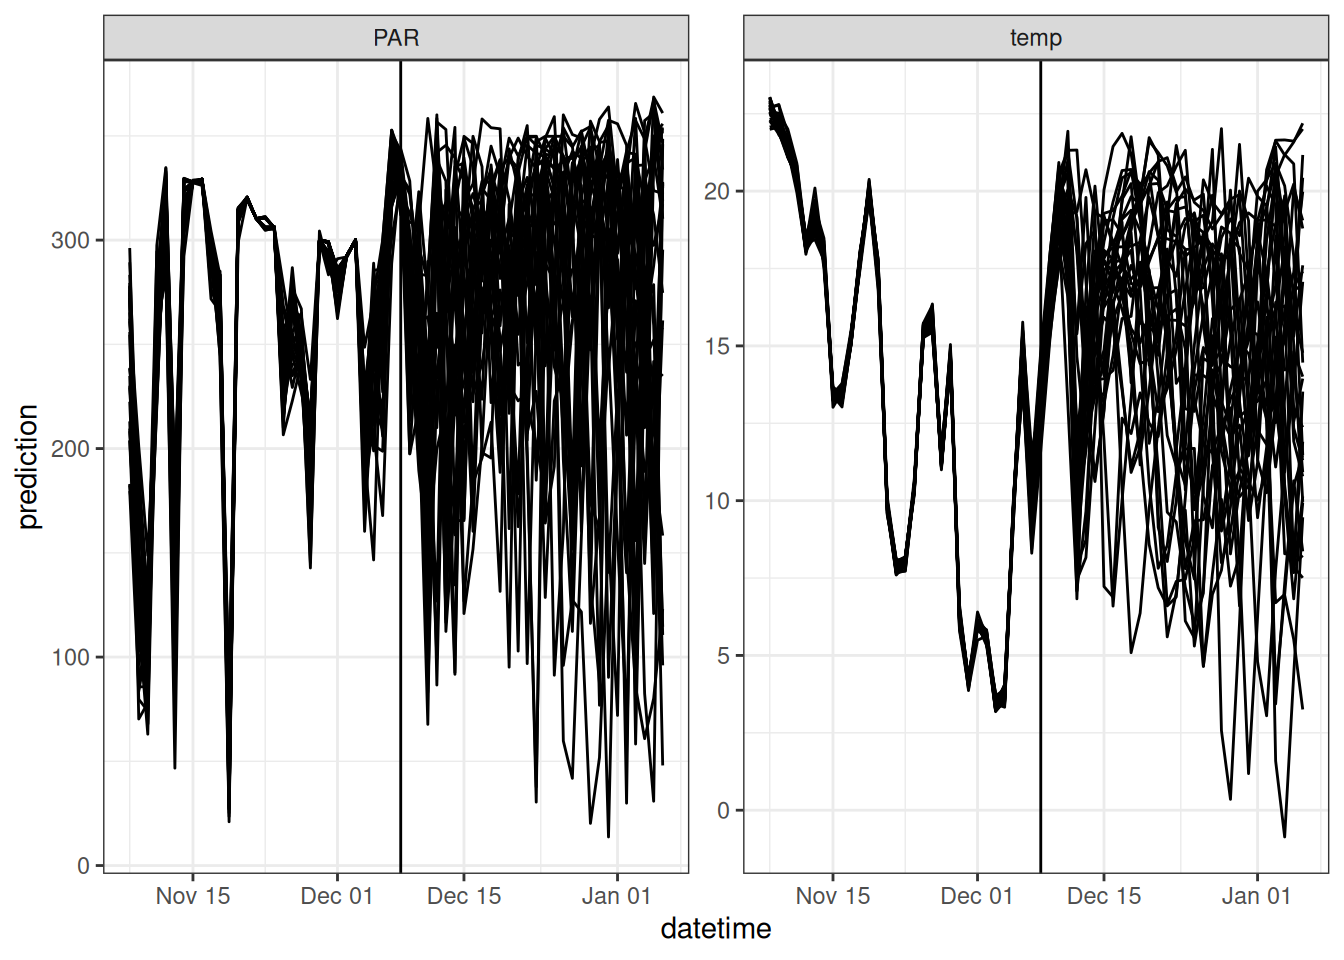 PAR
temp
prediction
300
200
100
0
20
15
10
5
0
Nov 15
Dec 01
Dec 15
Jan 01
Nov 15
Dec 01
Dec 15
Jan 01
datetime